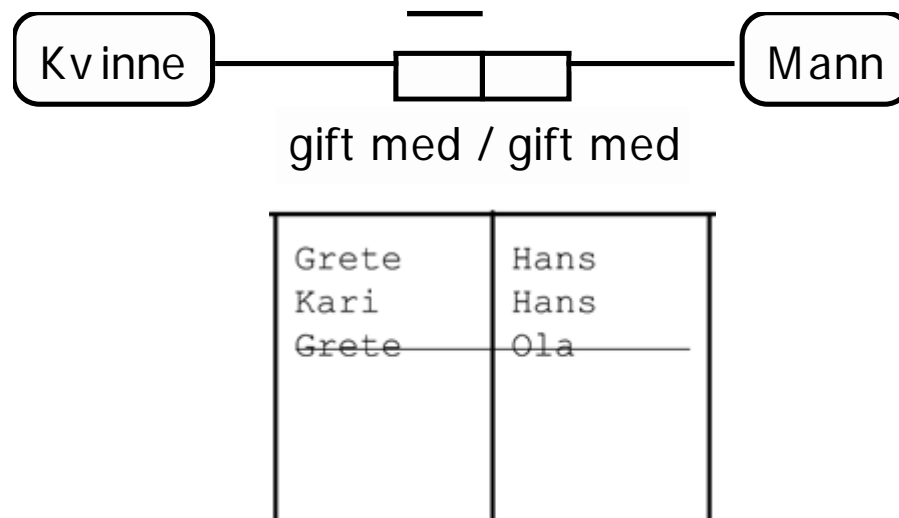 Kvinne Mann
gift med / gift med
Grete Hans
Kari Hans
Grete Ola